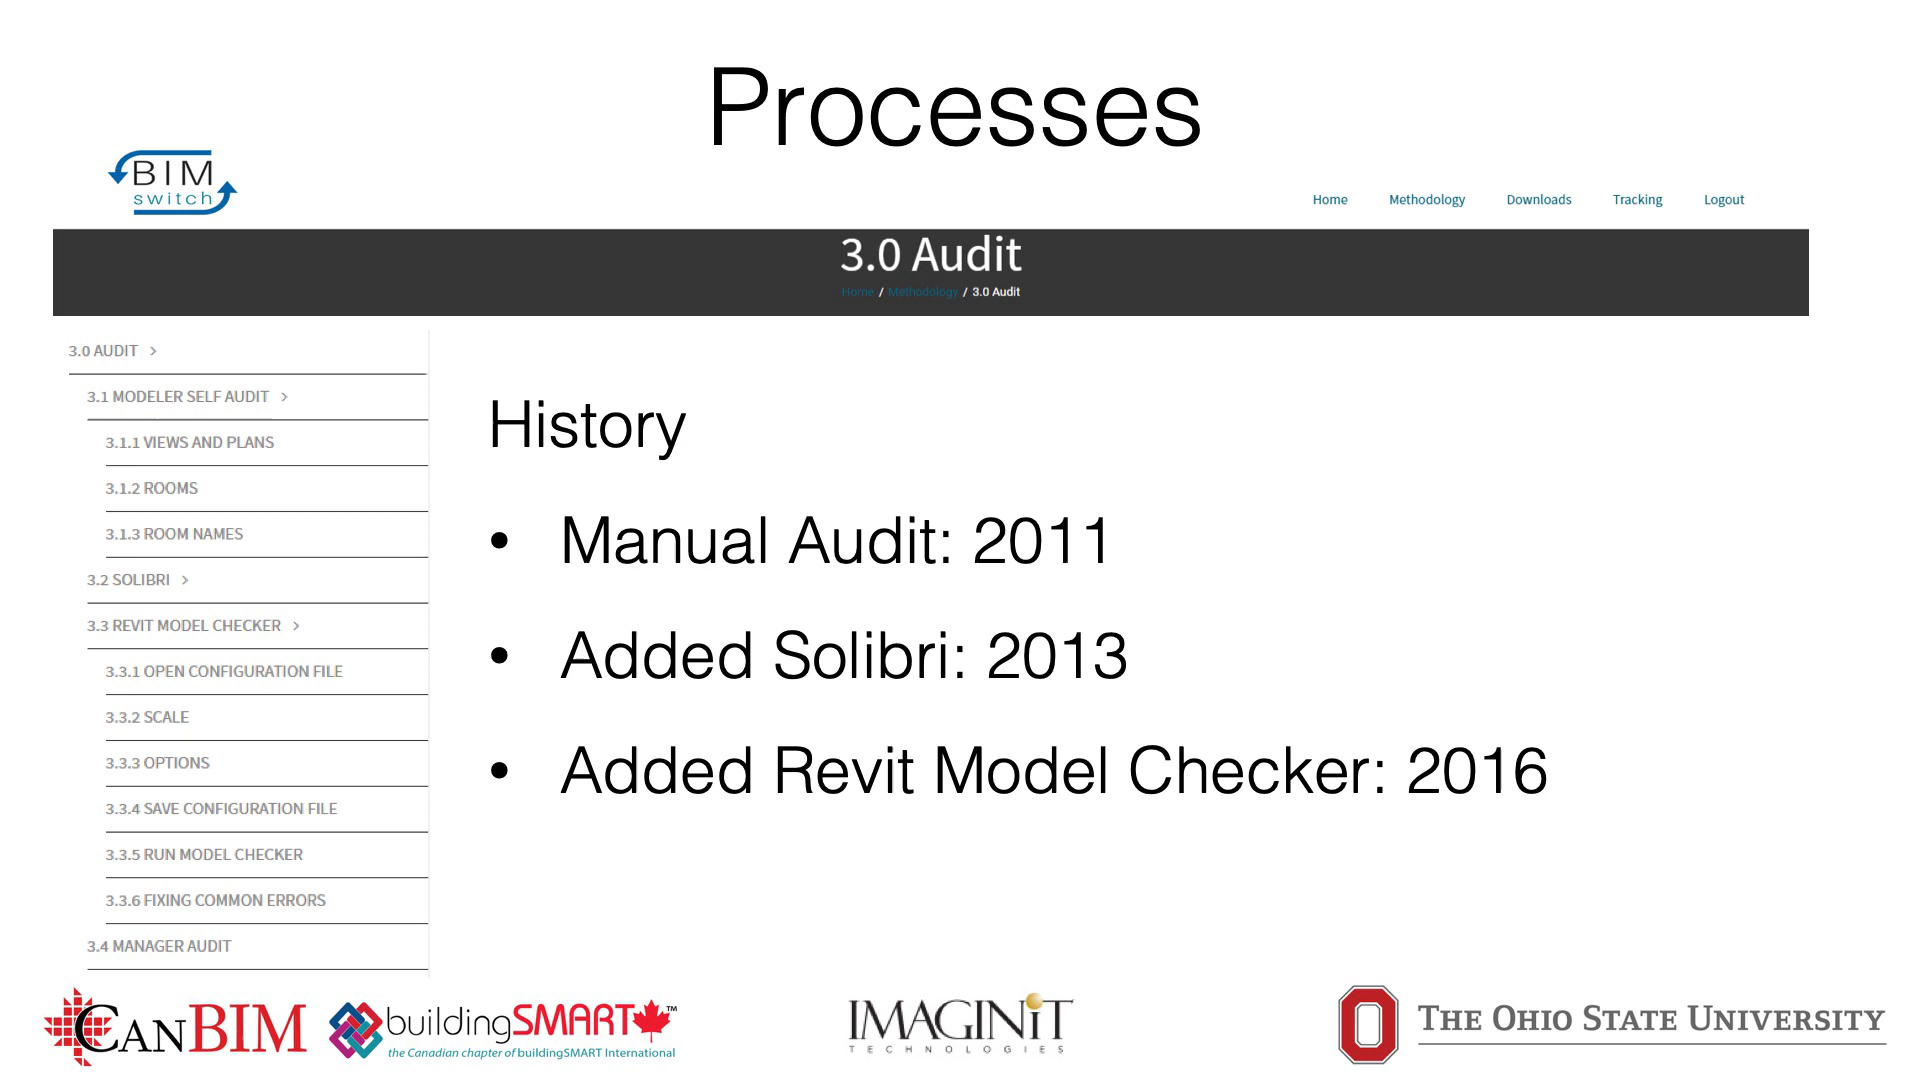 Processes
BIM
switch
Home Methodology Downloads Tracking Logout
3.0 Audit
Home / Methodology / 3.0 Audit
3.0 AUDIT >
3.1 MODELER SELF AUDIT >
3.1.1 VIEWS AND PLANS
3.1.2 ROOMS
3.1.3 ROOM NAMES
3.2 SOLIBRI >
3.3 REVIT MODEL CHECKER >
3.3.1 OPEN CONFIGURATION FILE
3.3.2 SCALE
3.3.3 OPTIONS
3.3.4 SAVE CONFIGURATION FILE
3.3.5 RUN MODEL CHECKER
3.3.6 FIXING COMMON ERRORS
3.4 MANAGER AUDIT
History
• Manual Audit: 2011
• Added Solibri: 2013
• Added Revit Model Checker: 2016
CANBIM
buildingSMART™
the Canadian chapter of buildingSMART International
IMAGINiT
TECHNOLOGIES
THE OHIO STATE UNIVERSITY